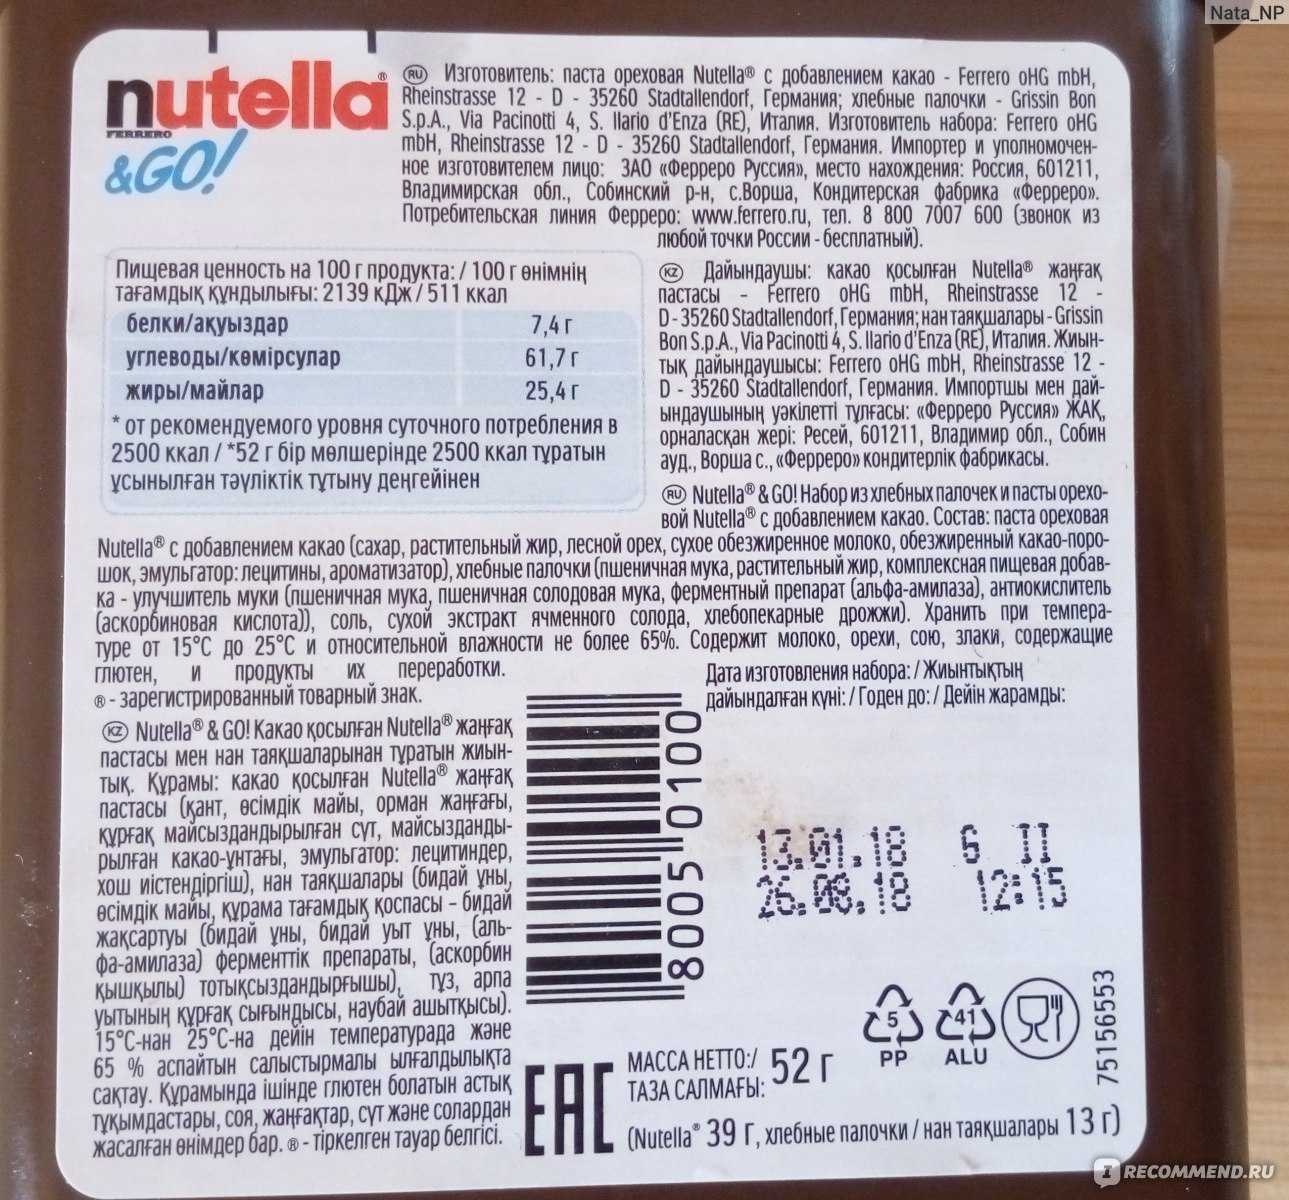 Nata_NP
nutella®
FERRERO
&GO!
(RU) Изготовитель: паста ореховая Nutella® с добавлением какао - Ferrero oHG mbH,
Rheinstrasse 12 - D - 35260 Stadtallendorf, Германия; хлебные палочки - Grissin Bon
S.p.A., Via Pacinotti 4, S. Ilario d'Enza (RE), Италия. Изготовитель набора: Ferrero oHG
mbH, Rheinstrasse 12 - D - 35260 Stadtallendorf, Германия. Импортер и уполномочен-
ное изготовителем лицо: ЗАО «Ферреро Руссия», место нахождения: Россия, 601211,
Владимирская обл., Собинский р-н, с.Ворша, Кондитерская фабрика «Ферреро».
Потребительская линия Ферреро: www.ferrero.ru, тел. 8 800 7007 600 (звонок из
любой точки России - бесплатный).
Пищевая ценность на 100 г продукта: / 100 г өнімнің
тағамдық құндылығы: 2139 кДж / 511 ккал
белки/ақуыздар 7,4 г
углеводы/көмірсулар 61,7 г
жиры/майлар 25,4 г
* от рекомендуемого уровня суточного потребления в
2500 ккал / *52 г бір мөлшерінде 2500 ккал тұратын
ұсынылған тәуліктік тұтыну деңгейінен
(KZ) Дайындаушы: какао қосылған Nutella® жаңғақ
пастасы - Ferrero oHG mbH, Rheinstrasse 12 -
D - 35260 Stadtallendorf, Германия; нан таяқшалары - Grissin
Bon S.p.A., Via Pacinotti 4, S. Ilario d'Enza (RE), Италия. Жиын-
тық дайындаушысы: Ferrero oHG mbH, Rheinstrasse 12 -
D - 35260 Stadtallendorf, Германия. Импортшы мен дай-
ындаушының уәкілетті тұлғасы: «Ферреро Руссия» ЖАҚ,
орналасқан жері: Ресей, 601211, Владимир обл., Собин
ауд., Ворша с., «Ферреро» кондитерлік фабрикасы.
(RU) Nutella® & GO! Набор из хлебных палочек и пасты орехо-
вой Nutella® с добавлением какао. Состав: паста ореховая
Nutella® с добавлением какао (сахар, растительный жир, лесной орех, сухое обезжиренное молоко, обезжиренный какао-поро-
шок, эмульгатор: лецитины, ароматизатор), хлебные палочки (пшеничная мука, растительный жир, комплексная пищевая добав-
ка - улучшитель муки (пшеничная мука, пшеничная солодовая мука, ферментный препарат (альфа-амилаза), антиокислитель
(аскорбиновая кислота)), соль, сухой экстракт ячменного солода, хлебопекарные дрожжи). Хранить при темпера-
туре от 15°C до 25°C и относительной влажности не более 65%. Содержит молоко, орехи, сою, злаки, содержащие
глютен, и продукты их переработки.
® - зарегистрированный товарный знак.
Дата изготовления набора: / Жиынтықтың
дайындалған күні: / Годен до: / Дейін жарамды:
(KZ) Nutella® & GO! Какао қосылған Nutella® жаңғақ
пастасы мен нан таяқшаларынан тұратын жиын-
тық. Құрамы: какао қосылған Nutella® жаңғақ
пастасы (қант, өсімдік майы, орман жаңғағы,
құрғақ майсыздандырылған сүт, майсызданды-
рылған какао-ұнтағы, эмульгатор: лецитиндер,
хош иістендіргіш), нан таяқшалары (бидай ұны,
өсімдік майы, құрама тағамдық қоспасы – бидай
жақсартуы (бидай ұны, бидай уыт ұны, (аль-
фа-амилаза) ферменттік препараты, (аскорбин
қышқылы) тотықсыздандырғышы), тұз, арпа
уытының құрғақ сығындысы, наубай ашытқысы).
15°C-нан 25°C-на дейін температурада және
65 % аспайтын салыстырмалы ылғалдылықта
сақтау. Құрамында ішінде глютен болатын астық
тұқымдастары, соя, жаңғақтар, сүт және солардан
жасалған өнімдер бар. ® - тіркелген тауар белгісі.
8005 0100
13.01.18 6 II
26.08.18 12:15
5
PP
41
ALU
75156553
EAC
МАССА НЕТТО:/
ТАЗА САЛМАҒЫ: 52 г
(Nutella® 39 г, хлебные палочки / нан таяқшалары 13 г)
RECOMMEND.RU